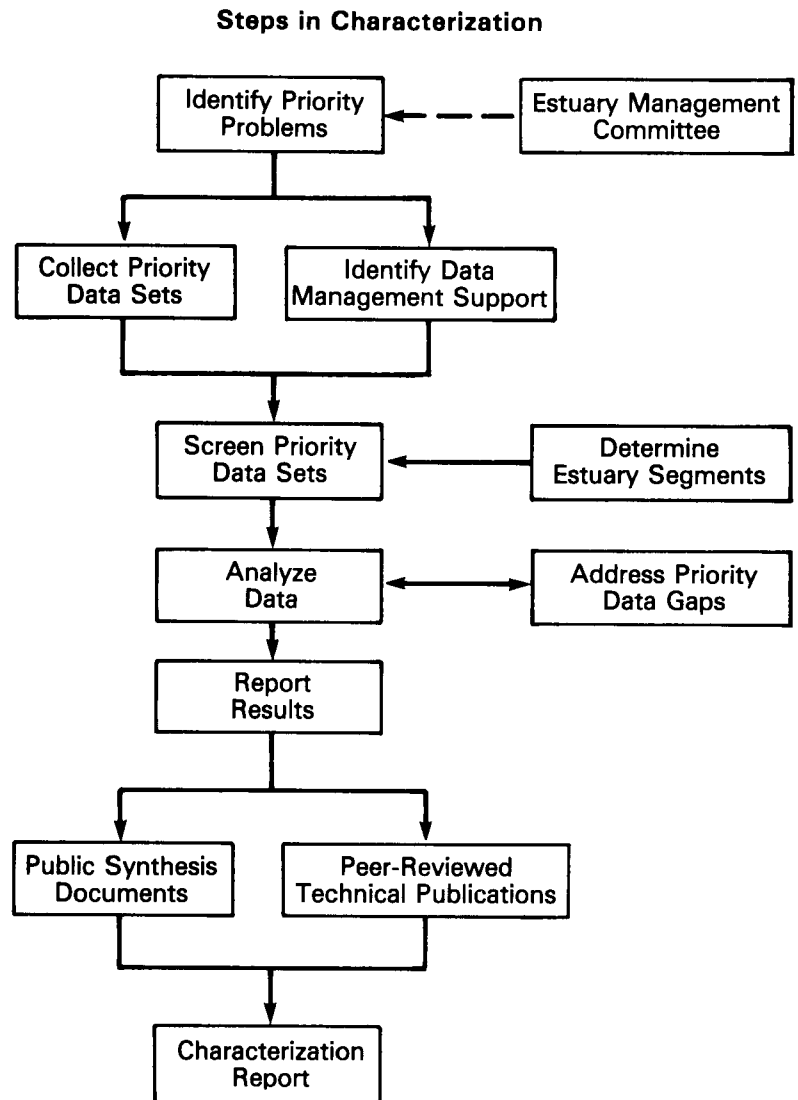 Steps in Characterization
Identify Priority
Problems
Estuary Management
Committee
Collect Priority
Data Sets
Identify Data
Management Support
Screen Priority
Data Sets
Determine
Estuary Segments
Analyze
Data
Address Priority
Data Gaps
Report
Results
Public Synthesis
Documents
Peer-Reviewed
Technical Publications
Characterization
Report